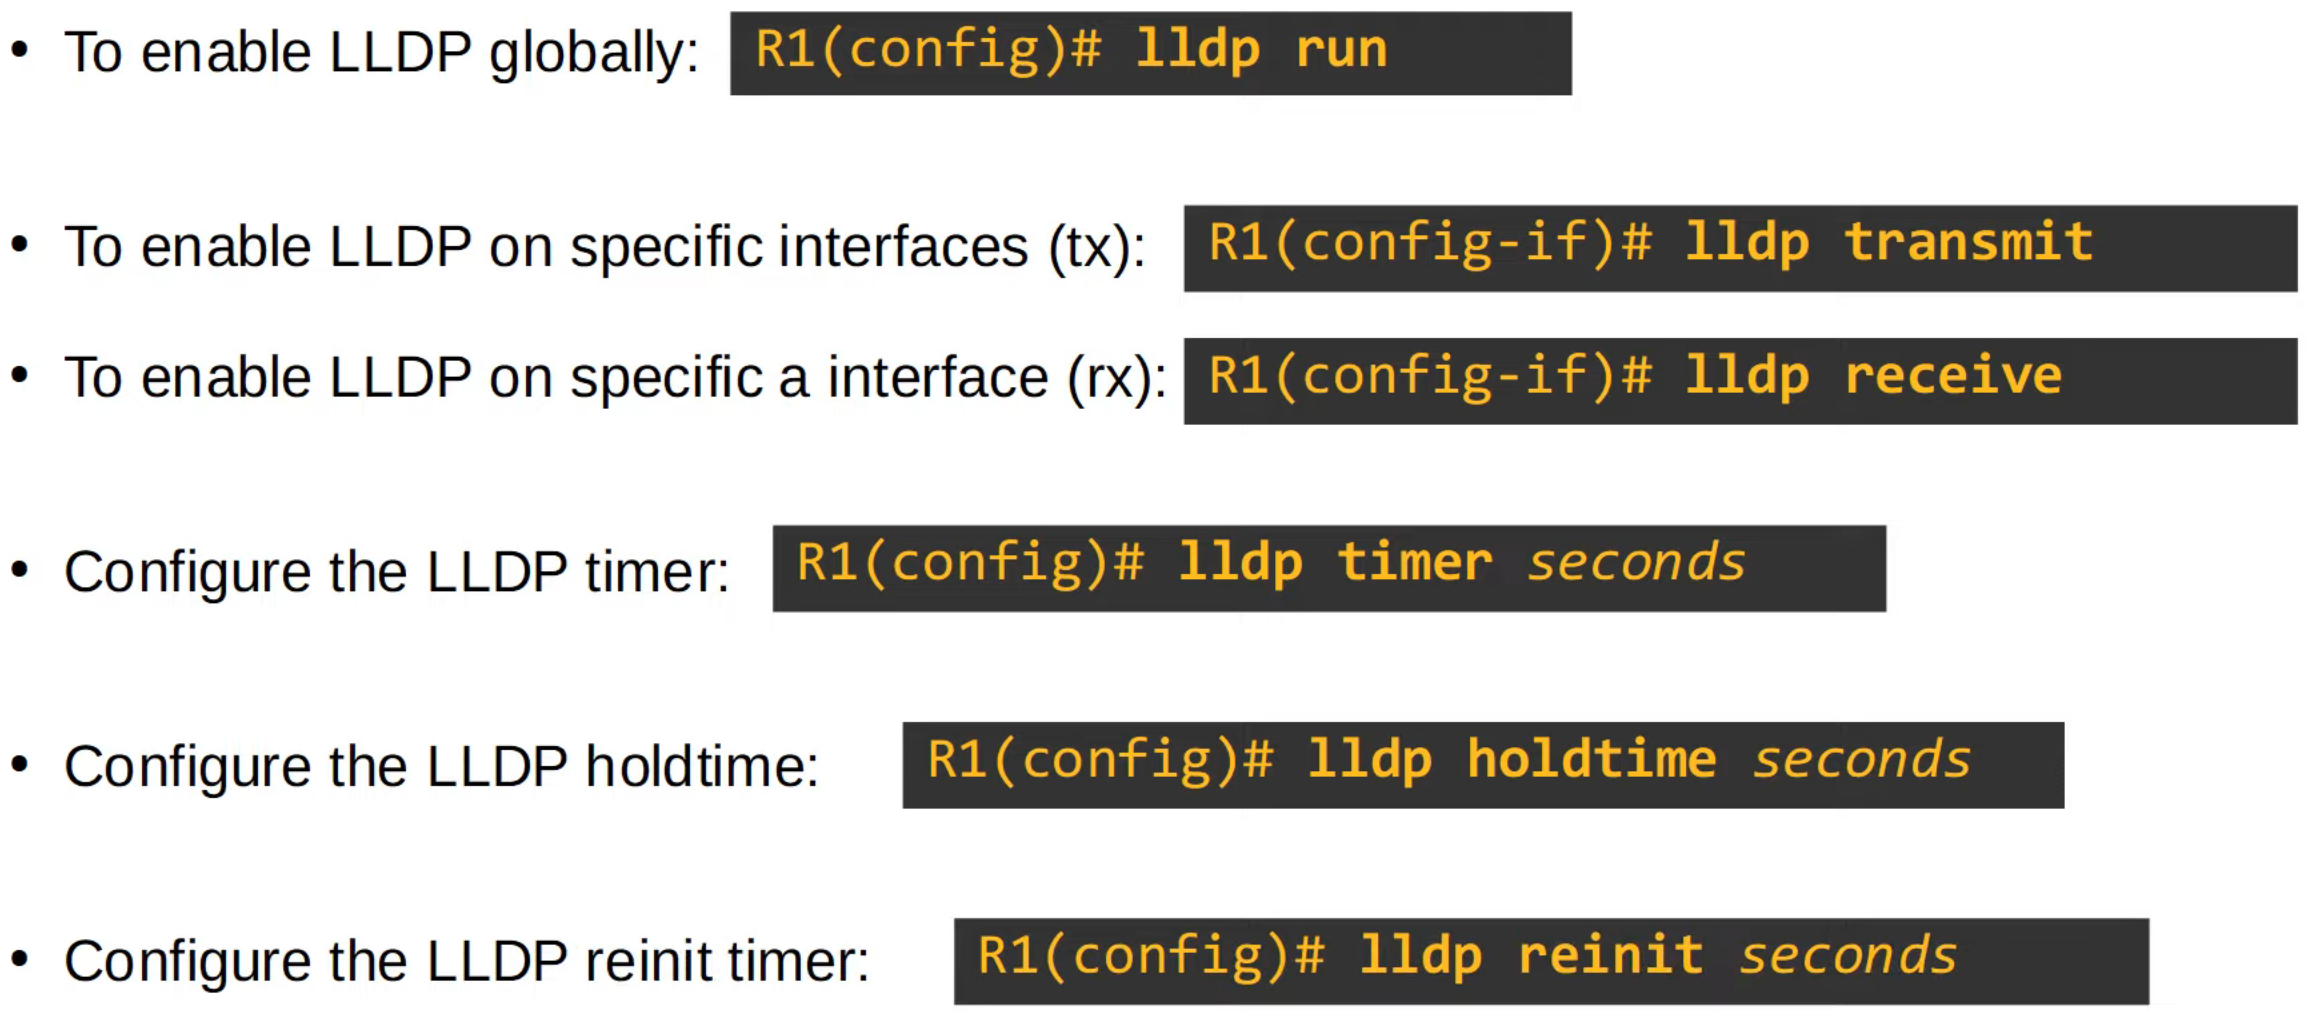 • To enable LLDP globally: R1(config)# lldp run
• To enable LLDP on specific interfaces (tx): R1(config-if)# lldp transmit
• To enable LLDP on specific a interface (rx): R1(config-if)# lldp receive
• Configure the LLDP timer: R1(config)# lldp timer seconds
• Configure the LLDP holdtime: R1(config)# lldp holdtime seconds
• Configure the LLDP reinit timer: R1(config)# lldp reinit seconds